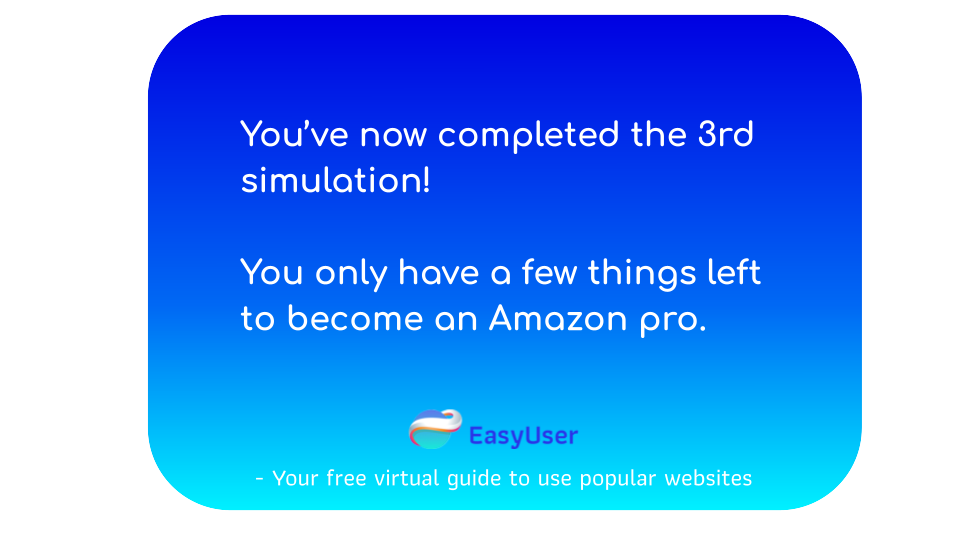 You’ve now completed the 3rd
simulation!
You only have a few things left
to become an Amazon pro.
EasyUser
- Your free virtual guide to use popular websites